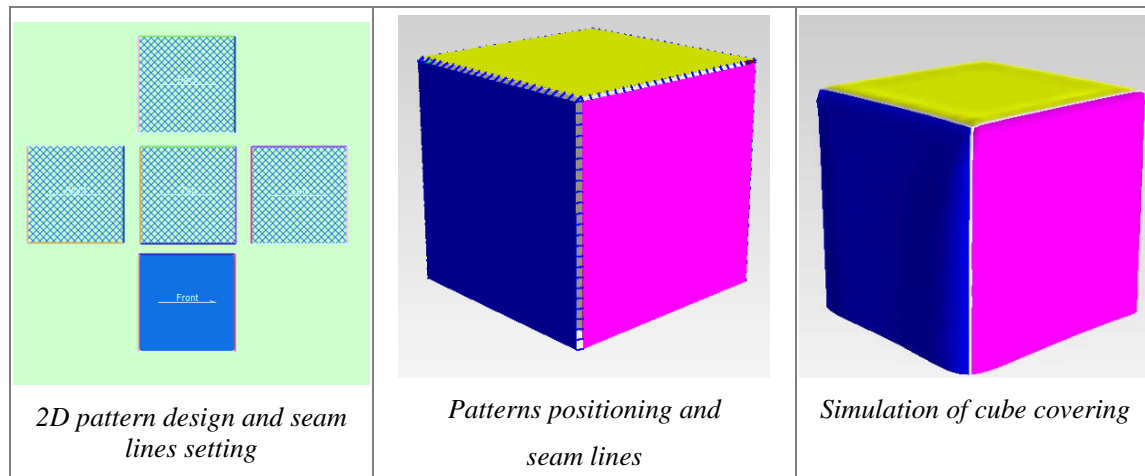 Front
2D pattern design and seam
lines setting
Patterns positioning and
seam lines
Simulation of cube covering